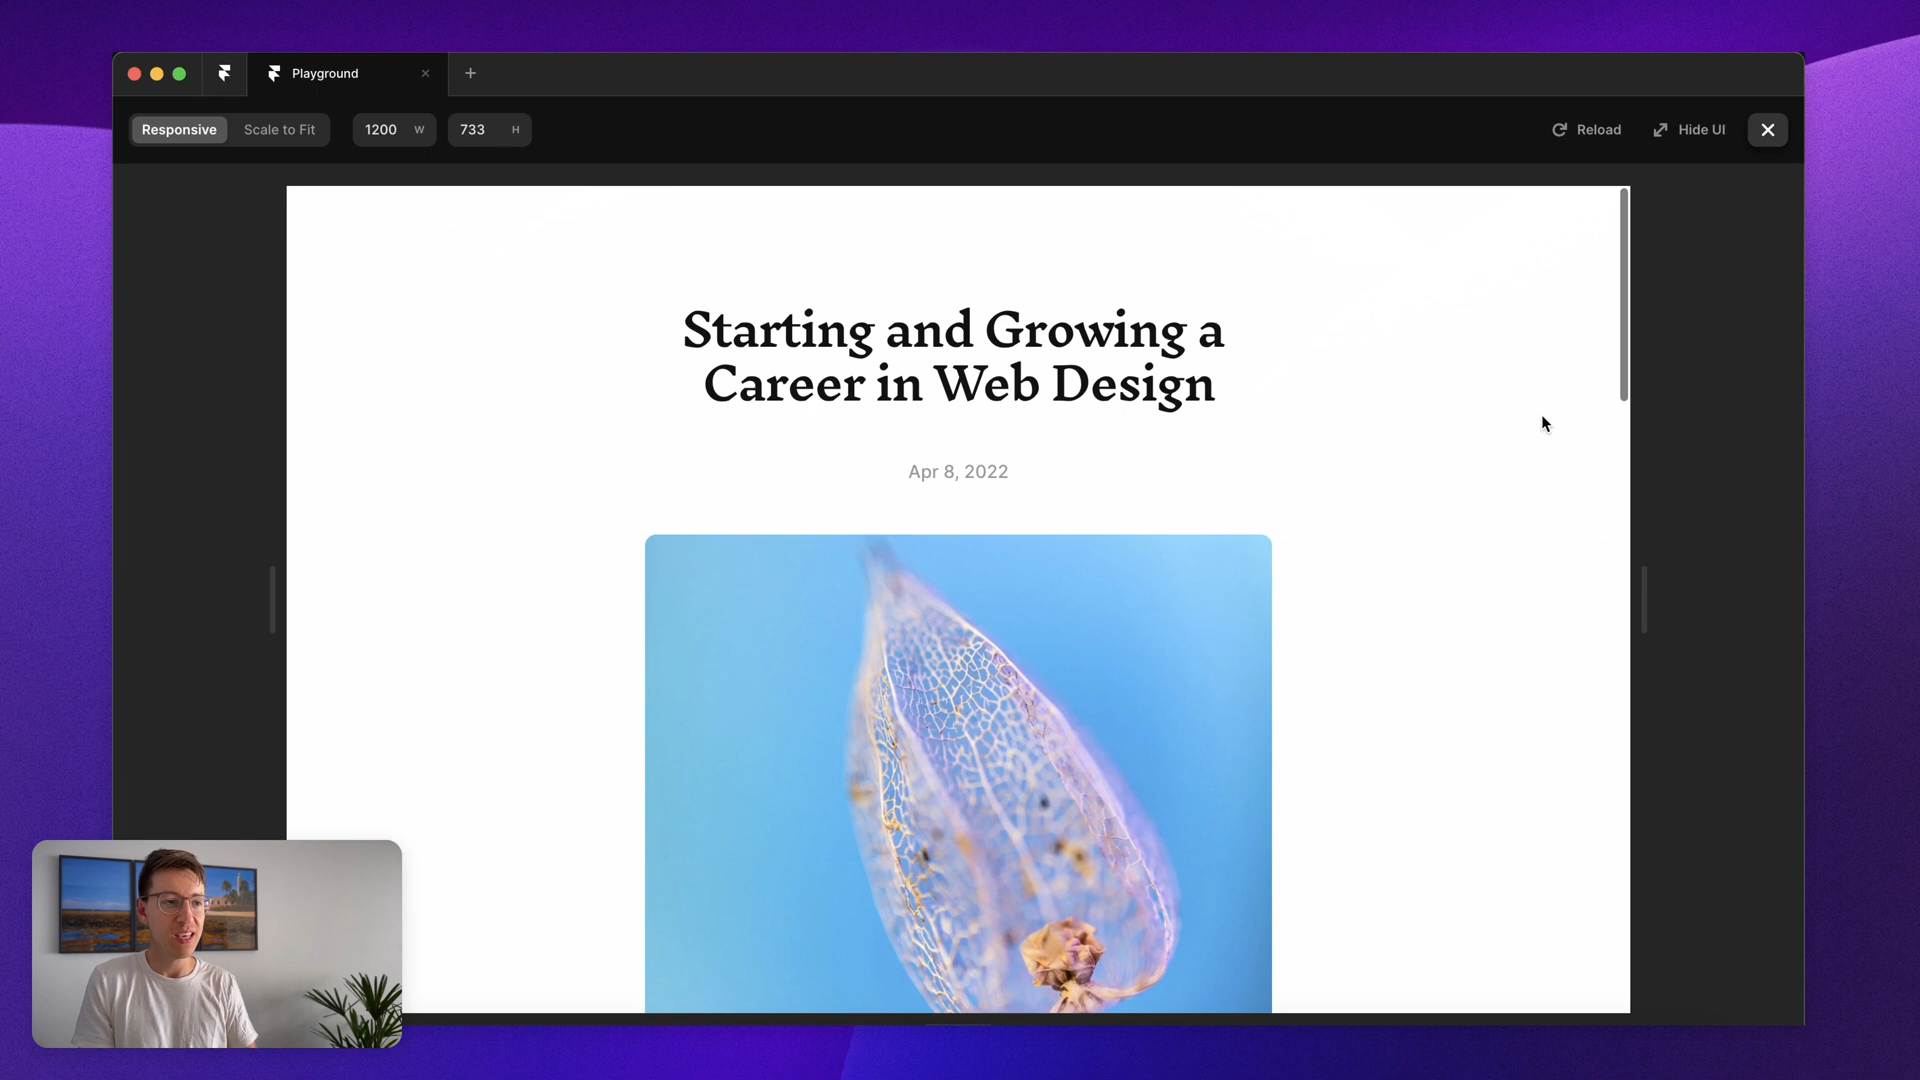 Playground
Responsive
Scale to Fit
1200 W
733 H
Reload
Hide UI
Starting and Growing a
Career in Web Design
Apr 8, 2022